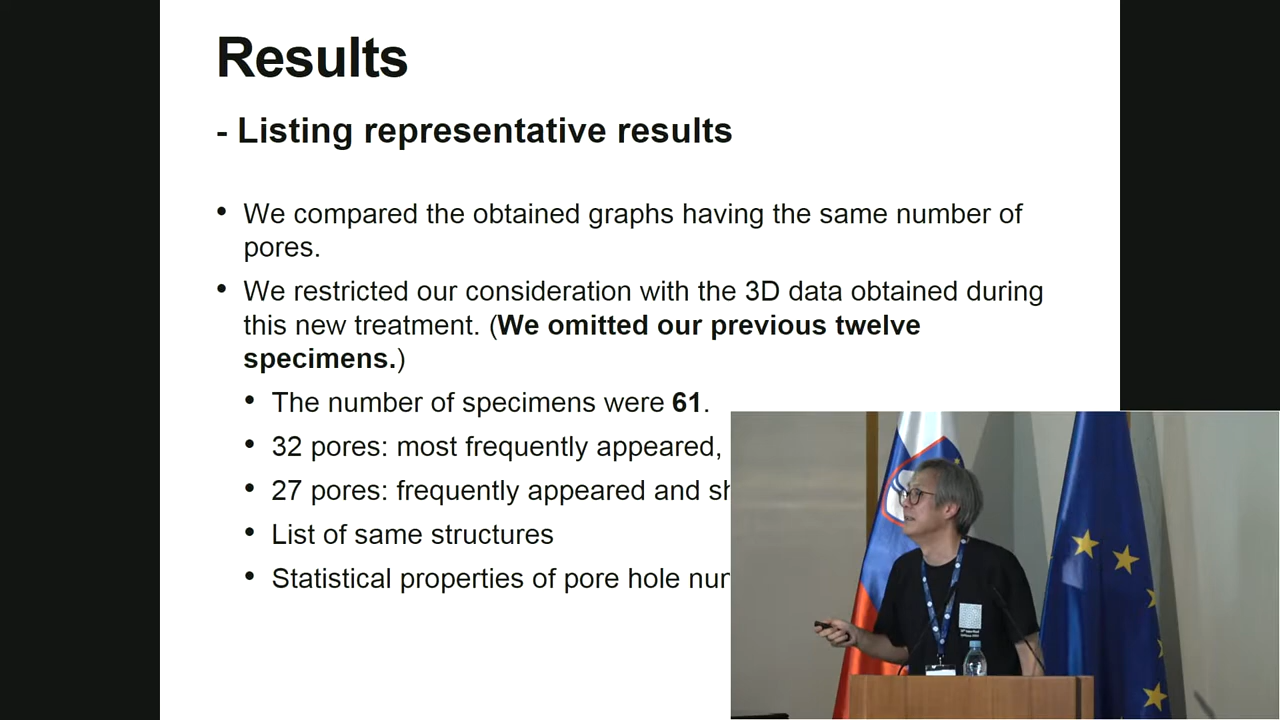 Results
- Listing representative results
• We compared the obtained graphs having the same number of
pores.
• We restricted our consideration with the 3D data obtained during
this new treatment. (We omitted our previous twelve
specimens.)
• The number of specimens were 61.
• 32 pores: most frequently appeared,
• 27 pores: frequently appeared and
• List of same structures
• Statistical properties of pore hole